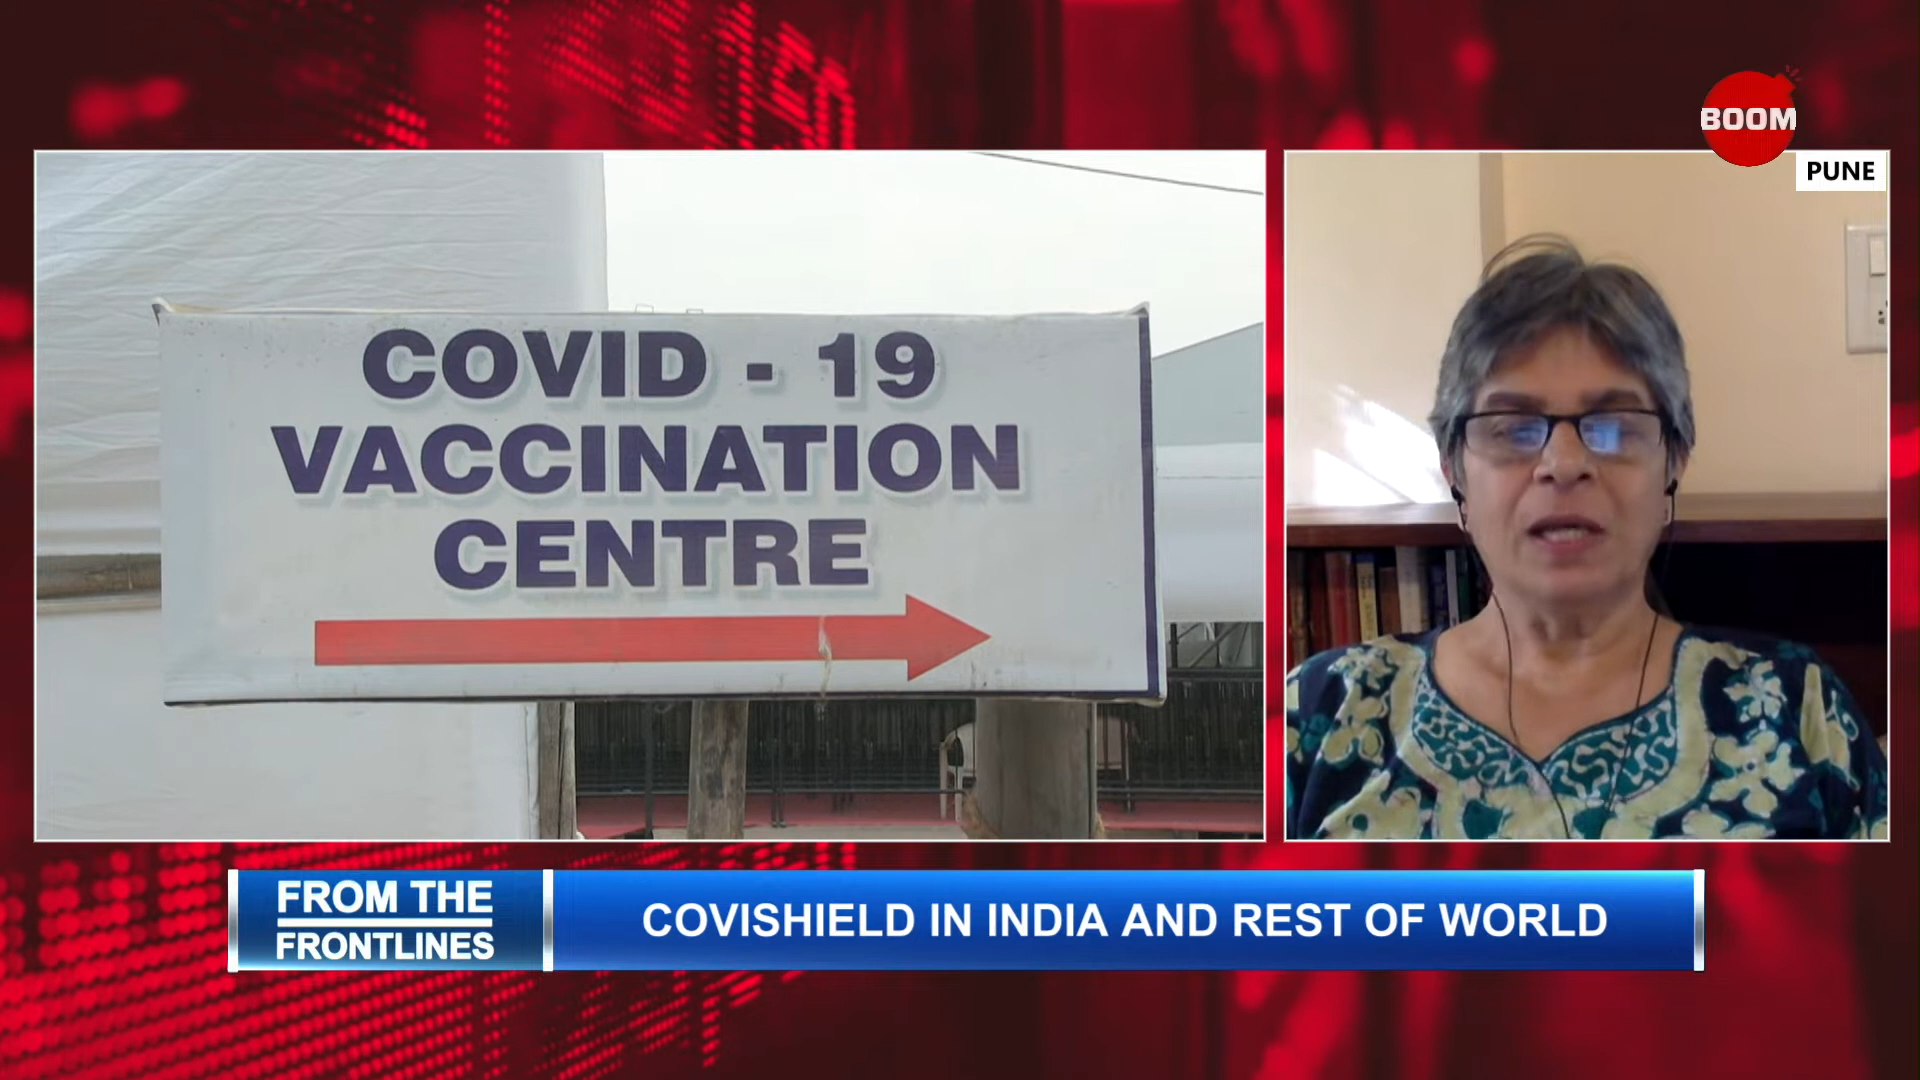 BOOM
PUNE
COVID - 19
VACCINATION
CENTRE
FROM THE
FRONTLINES
COVISHIELD IN INDIA AND REST OF WORLD